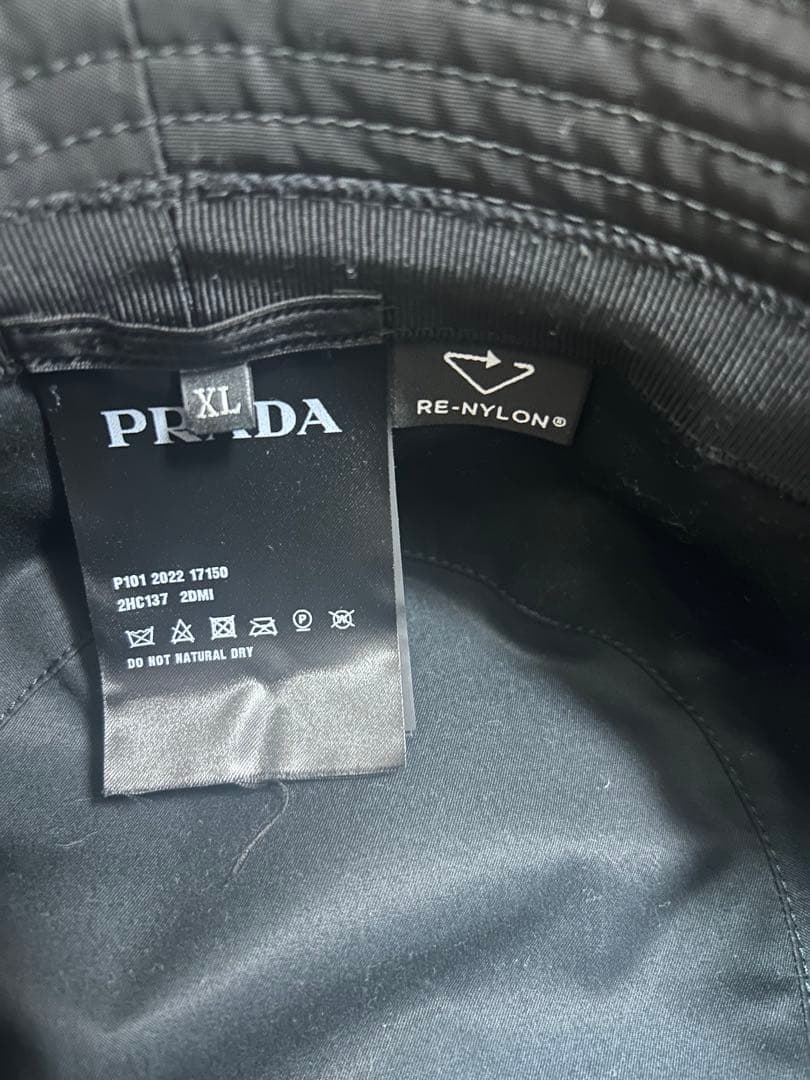 XL
PRADA
RE-NYLON®
P101 2022 17150
2HC137 2DMI
P W
DO NOT NATURAL DRY